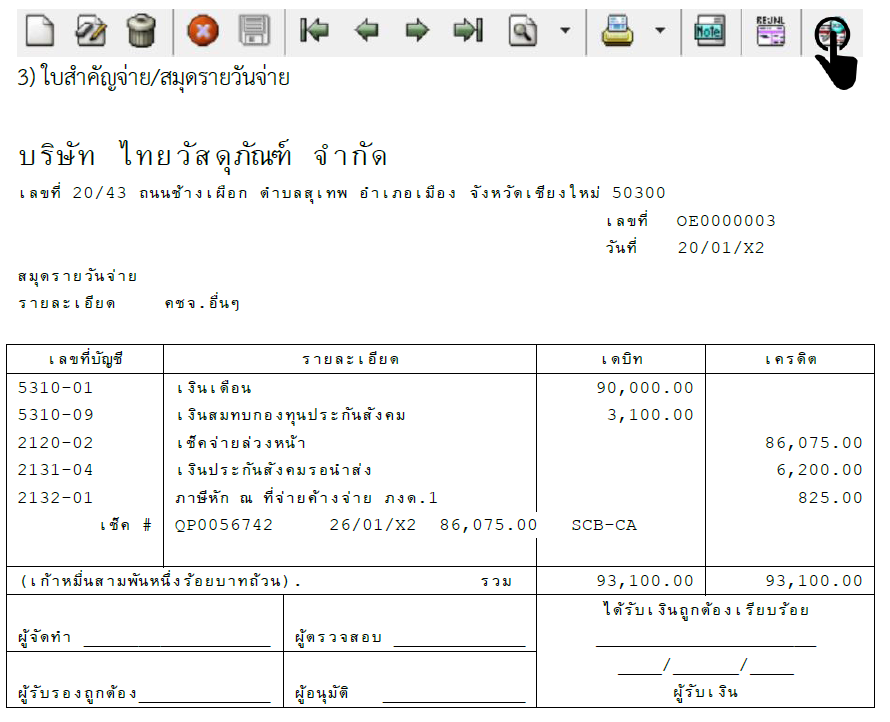 RE:JNL
Note
3) ใบสำคัญจ่าย/สมุดรายวันจ่าย
บริษัท ไทยวัสดุภัณฑ์ จำกัด
เลขที่ 20/43 ถนนช้างเผือก ตำบลสุเทพ อำเภอเมือง จังหวัดเชียงใหม่ 50300
เลขที่ OE0000003
วันที่ 20/01/X2
สมุดรายวันจ่าย
รายละเอียด คชจ.อื่นๆ
เลขที่บัญชี รายละเอียด เดบิท เครดิต
5310-01 เงินเดือน 90,000.00
5310-09 เงินสมทบกองทุนประกันสังคม 3,100.00
2120-02 เช็คจ่ายล่วงหน้า 86,075.00
2131-04 เงินประกันสังคมรอนำส่ง 6,200.00
2132-01 ภาษีหัก ณ ที่จ่ายค้างจ่าย ภงด.1 825.00
เช็ค # QP0056742 26/01/X2 86,075.00 SCB-CA
(เก้าหมื่นสามพันหนึ่งร้อยบาทถ้วน). รวม 93,100.00 93,100.00
ได้รับเงินถูกต้องเรียบร้อย
ผู้จัดทำ ____________________ ผู้ตรวจสอบ ______________ ______________________
____/______/____
ผู้รับรองถูกต้อง______________ ผู้อนุมัติ ________________ ผู้รับเงิน